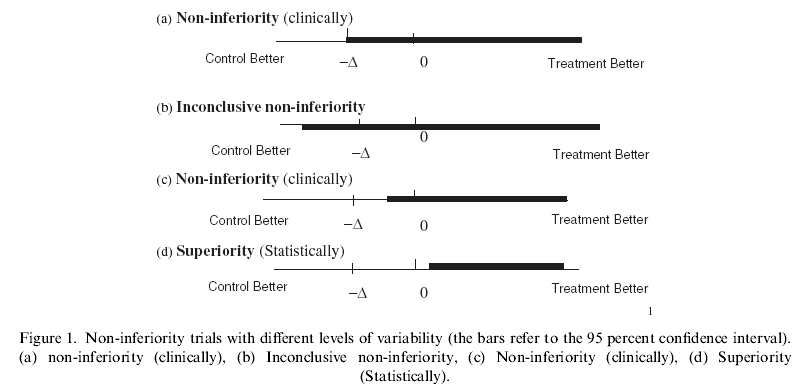 (a) Non-inferiority (clinically)
Control Better −Δ 0 Treatment Better
(b) Inconclusive non-inferiority
0
Control Better −Δ Treatment Better
(c) Non-inferiority (clinically)
Control Better −Δ 0 Treatment Better
(d) Superiority (Statistically)
Control Better −Δ 0 Treatment Better
1
Figure 1. Non-inferiority trials with different levels of variability (the bars refer to the 95 percent confidence interval).
(a) non-inferiority (clinically), (b) Inconclusive non-inferiority, (c) Non-inferiority (clinically), (d) Superiority
(Statistically).